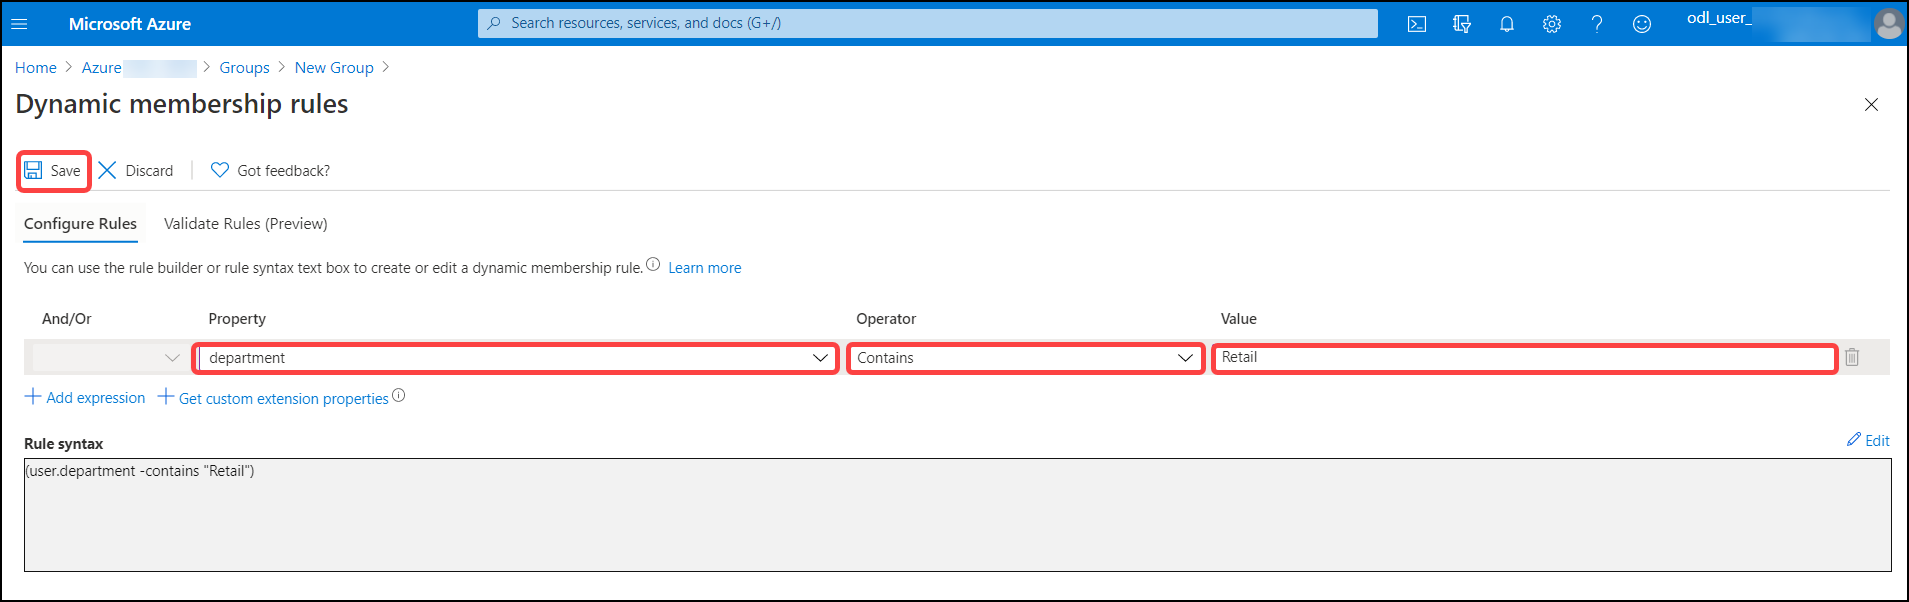 Microsoft Azure Search resources, services, and docs (G+/) odl_user_
Home > Azure > Groups > New Group >
Dynamic membership rules
Save Discard Got feedback?
Configure Rules Validate Rules (Preview)
You can use the rule builder or rule syntax text box to create or edit a dynamic membership rule. Learn more
And/Or Property Operator Value
department Contains Retail
+ Add expression + Get custom extension properties
Rule syntax Edit
(user.department -contains "Retail")